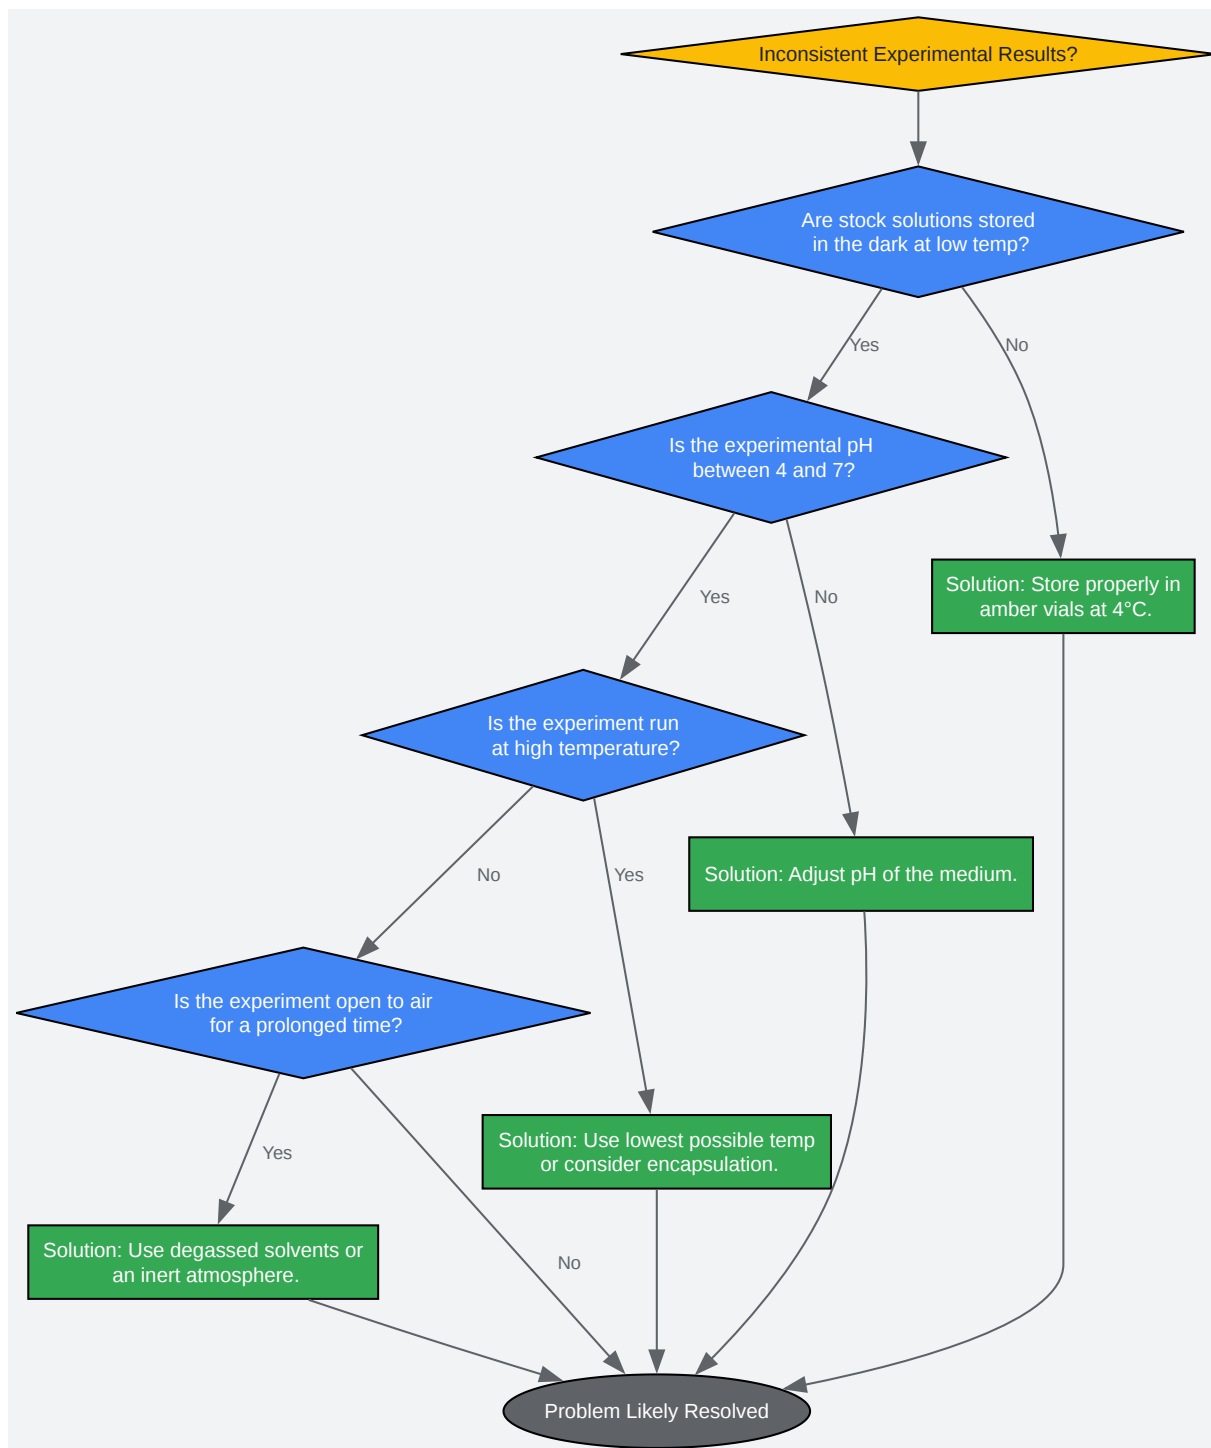 Inconsistent Experimental Results?
Are stock solutions stored
in the dark at low temp?
Yes
No
Is the experimental pH
between 4 and 7?
Solution: Store properly in
amber vials at 4°C.
Yes
No
Is the experiment run
at high temperature?
Solution: Adjust pH of the medium.
No
Yes
Is the experiment open to air
for a prolonged time?
Solution: Use lowest possible temp
or consider encapsulation.
Yes
Solution: Use degassed solvents or
an inert atmosphere.
No
Problem Likely Resolved